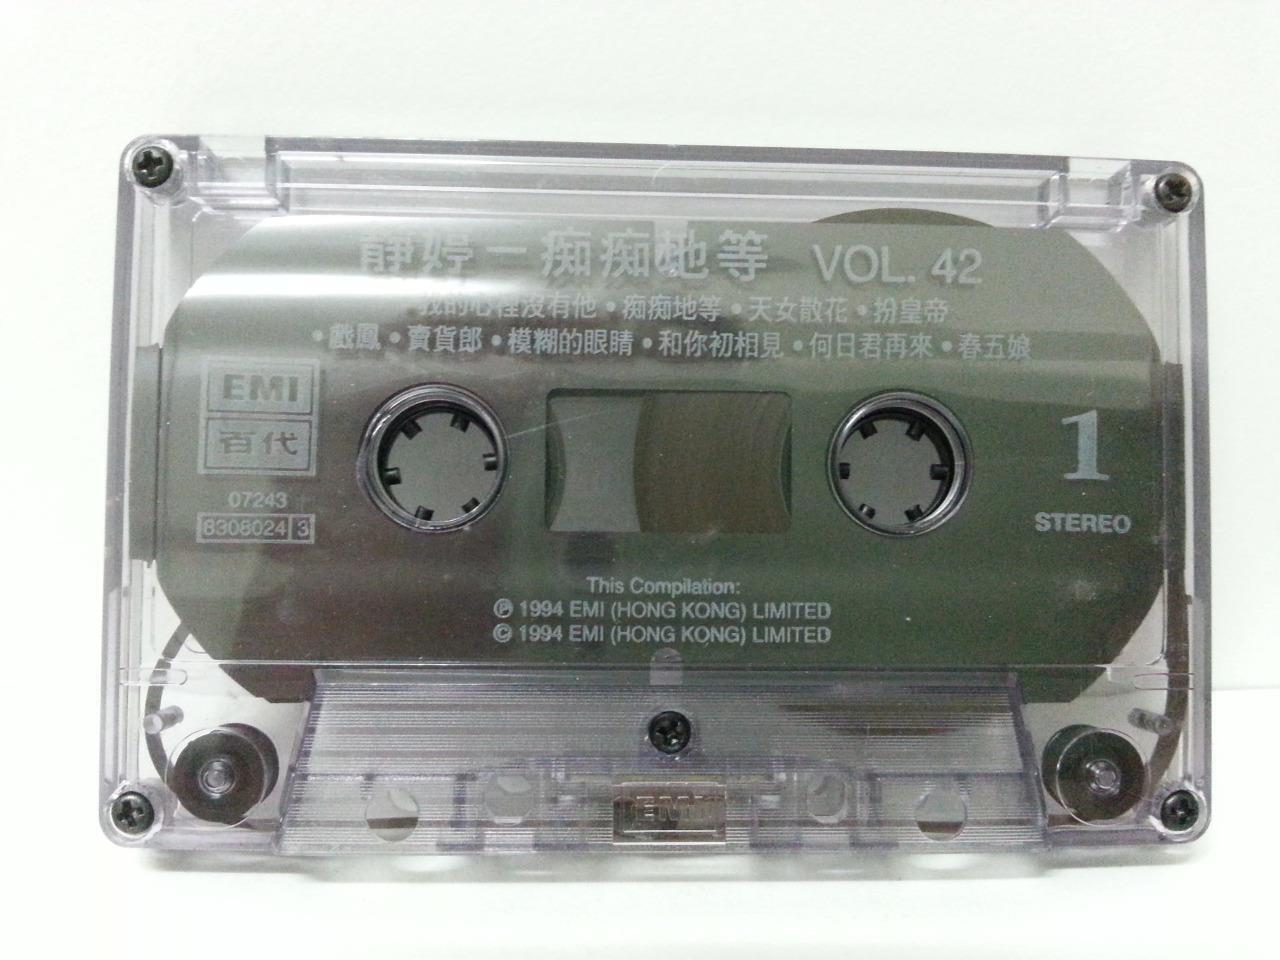 靜婷－痴痴地等 VOL. 42
我的心裡沒有他•痴痴地等•天女散花•扮皇帝
•戲鳳•賣貨郎•模糊的眼睛•和你初相見•何日君再來•春五娘
EMI
百代
07243
8308024 3
1
STEREO
This Compilation:
Ⓟ 1994 EMI (HONG KONG) LIMITED
© 1994 EMI (HONG KONG) LIMITED
EMI